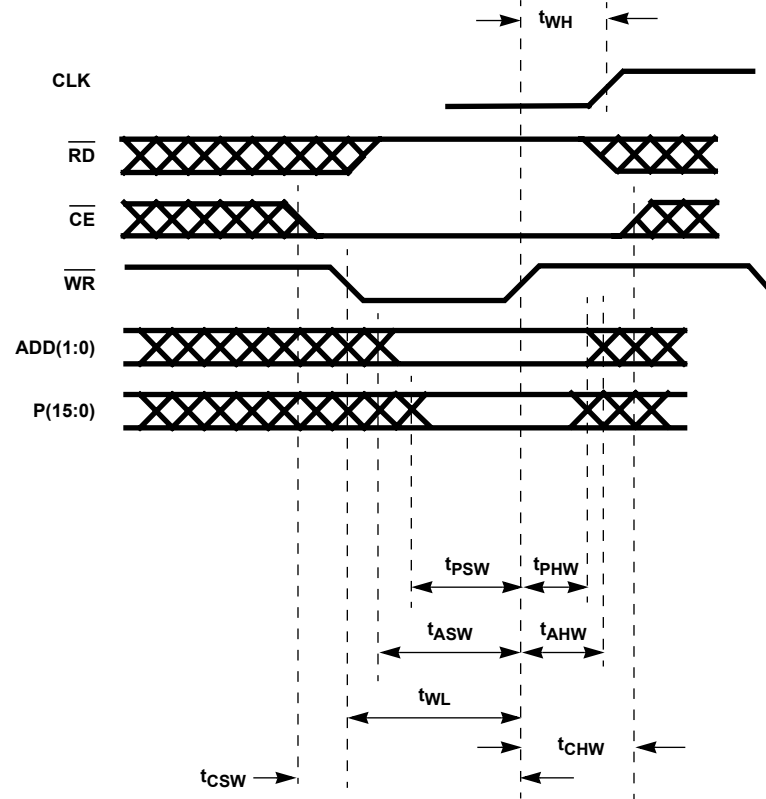 tWH
CLK
RD
CE
WR
ADD(1:0)
P(15:0)
tPSW
tPHW
tASW
tAHW
tWL
tCHW
tCSW